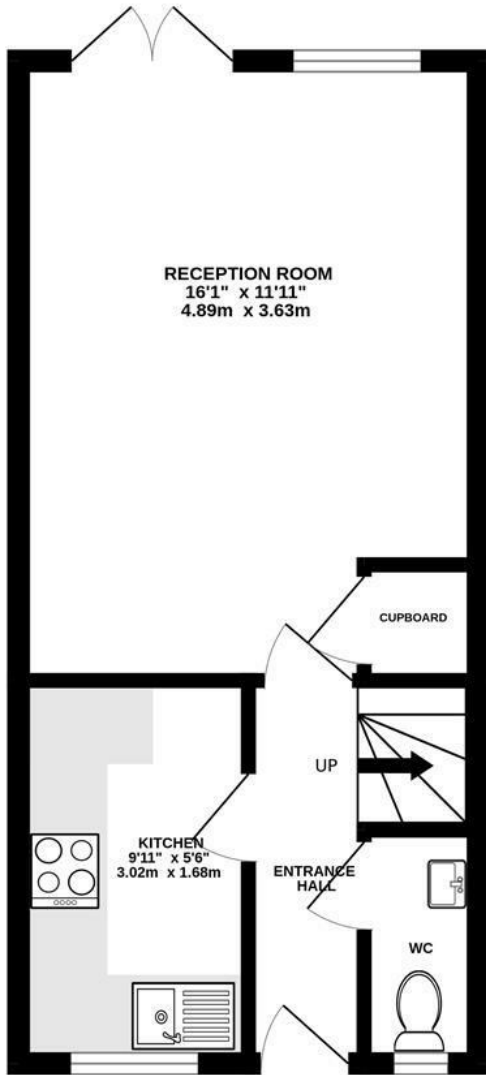 RECEPTION ROOM
16'1" x 11'11"
4.89m x 3.63m
CUPBOARD
UP
KITCHEN
9'11" x 5'6"
3.02m x 1.68m
ENTRANCE
HALL
WC